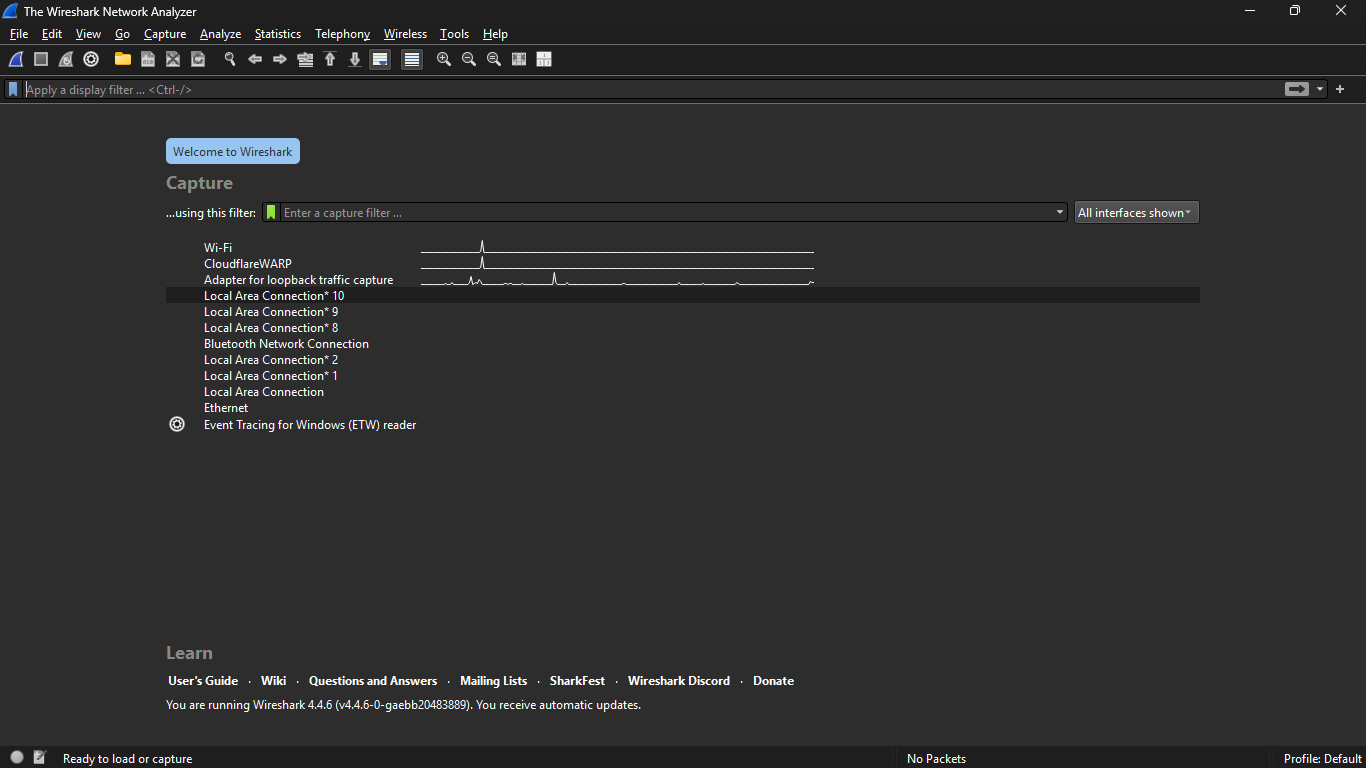 The Wireshark Network Analyzer
File Edit View Go Capture Analyze Statistics Telephony Wireless Tools Help
Apply a display filter ... <Ctrl-/>
Welcome to Wireshark
Capture
...using this filter: Enter a capture filter ... All interfaces shown
Wi-Fi
CloudflareWARP
Adapter for loopback traffic capture
Local Area Connection* 10
Local Area Connection* 9
Local Area Connection* 8
Bluetooth Network Connection
Local Area Connection* 2
Local Area Connection* 1
Local Area Connection
Ethernet
Event Tracing for Windows (ETW) reader
Learn
User's Guide · Wiki · Questions and Answers · Mailing Lists · SharkFest · Wireshark Discord · Donate
You are running Wireshark 4.4.6 (v4.4.6-0-gaebb20483889). You receive automatic updates.
Ready to load or capture No Packets Profile: Default